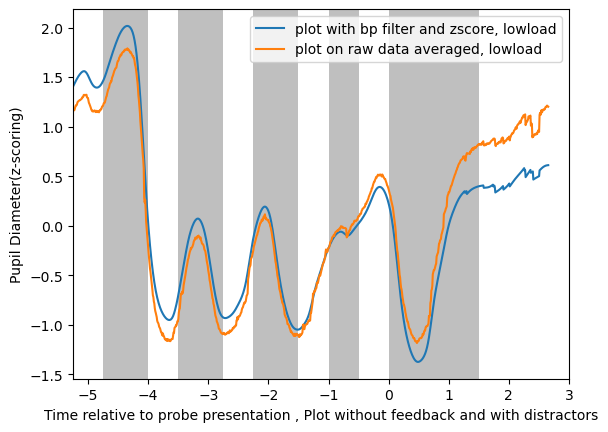 plot with bp filter and zscore, lowload
plot on raw data averaged, lowload
Pupil Diameter(z-scoring)
2.0
1.5
1.0
0.5
0.0
−0.5
−1.0
−1.5
−5 −4 −3 −2 −1 0 1 2 3
Time relative to probe presentation , Plot without feedback and with distractors